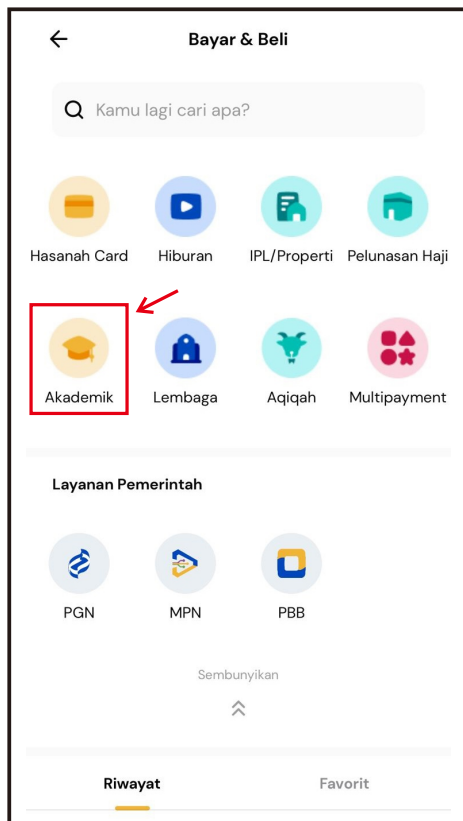 Bayar & Beli
Kamu lagi cari apa?
Hasanah Card Hiburan IPL/Properti Pelunasan Haji
Akademik Lembaga Aqiqah Multipayment
Layanan Pemerintah
PGN MPN PBB
Sembunyikan
Riwayat Favorit